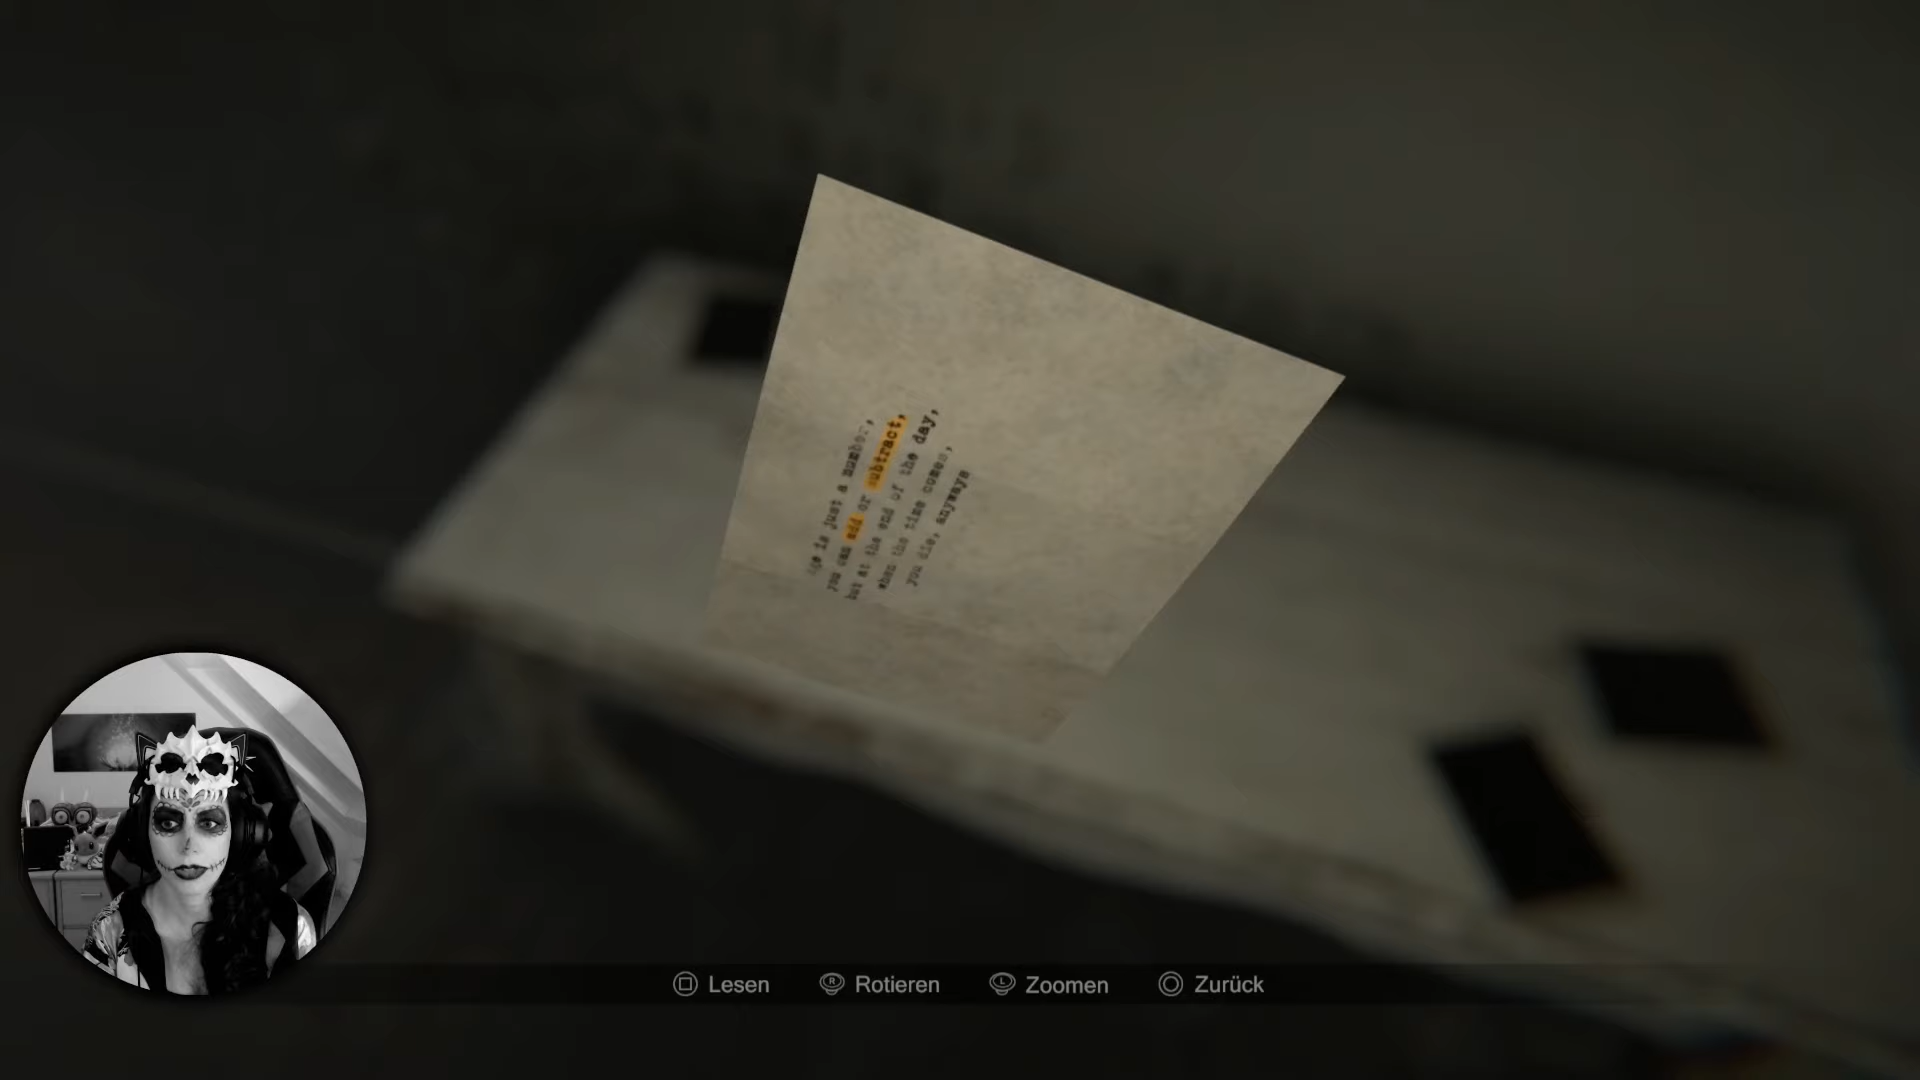 age is just a number,
you can add or subtract,
but at the end of the day,
when the time comes,
you die, anyways
Lesen
Rotieren
Zoomen
Zurück